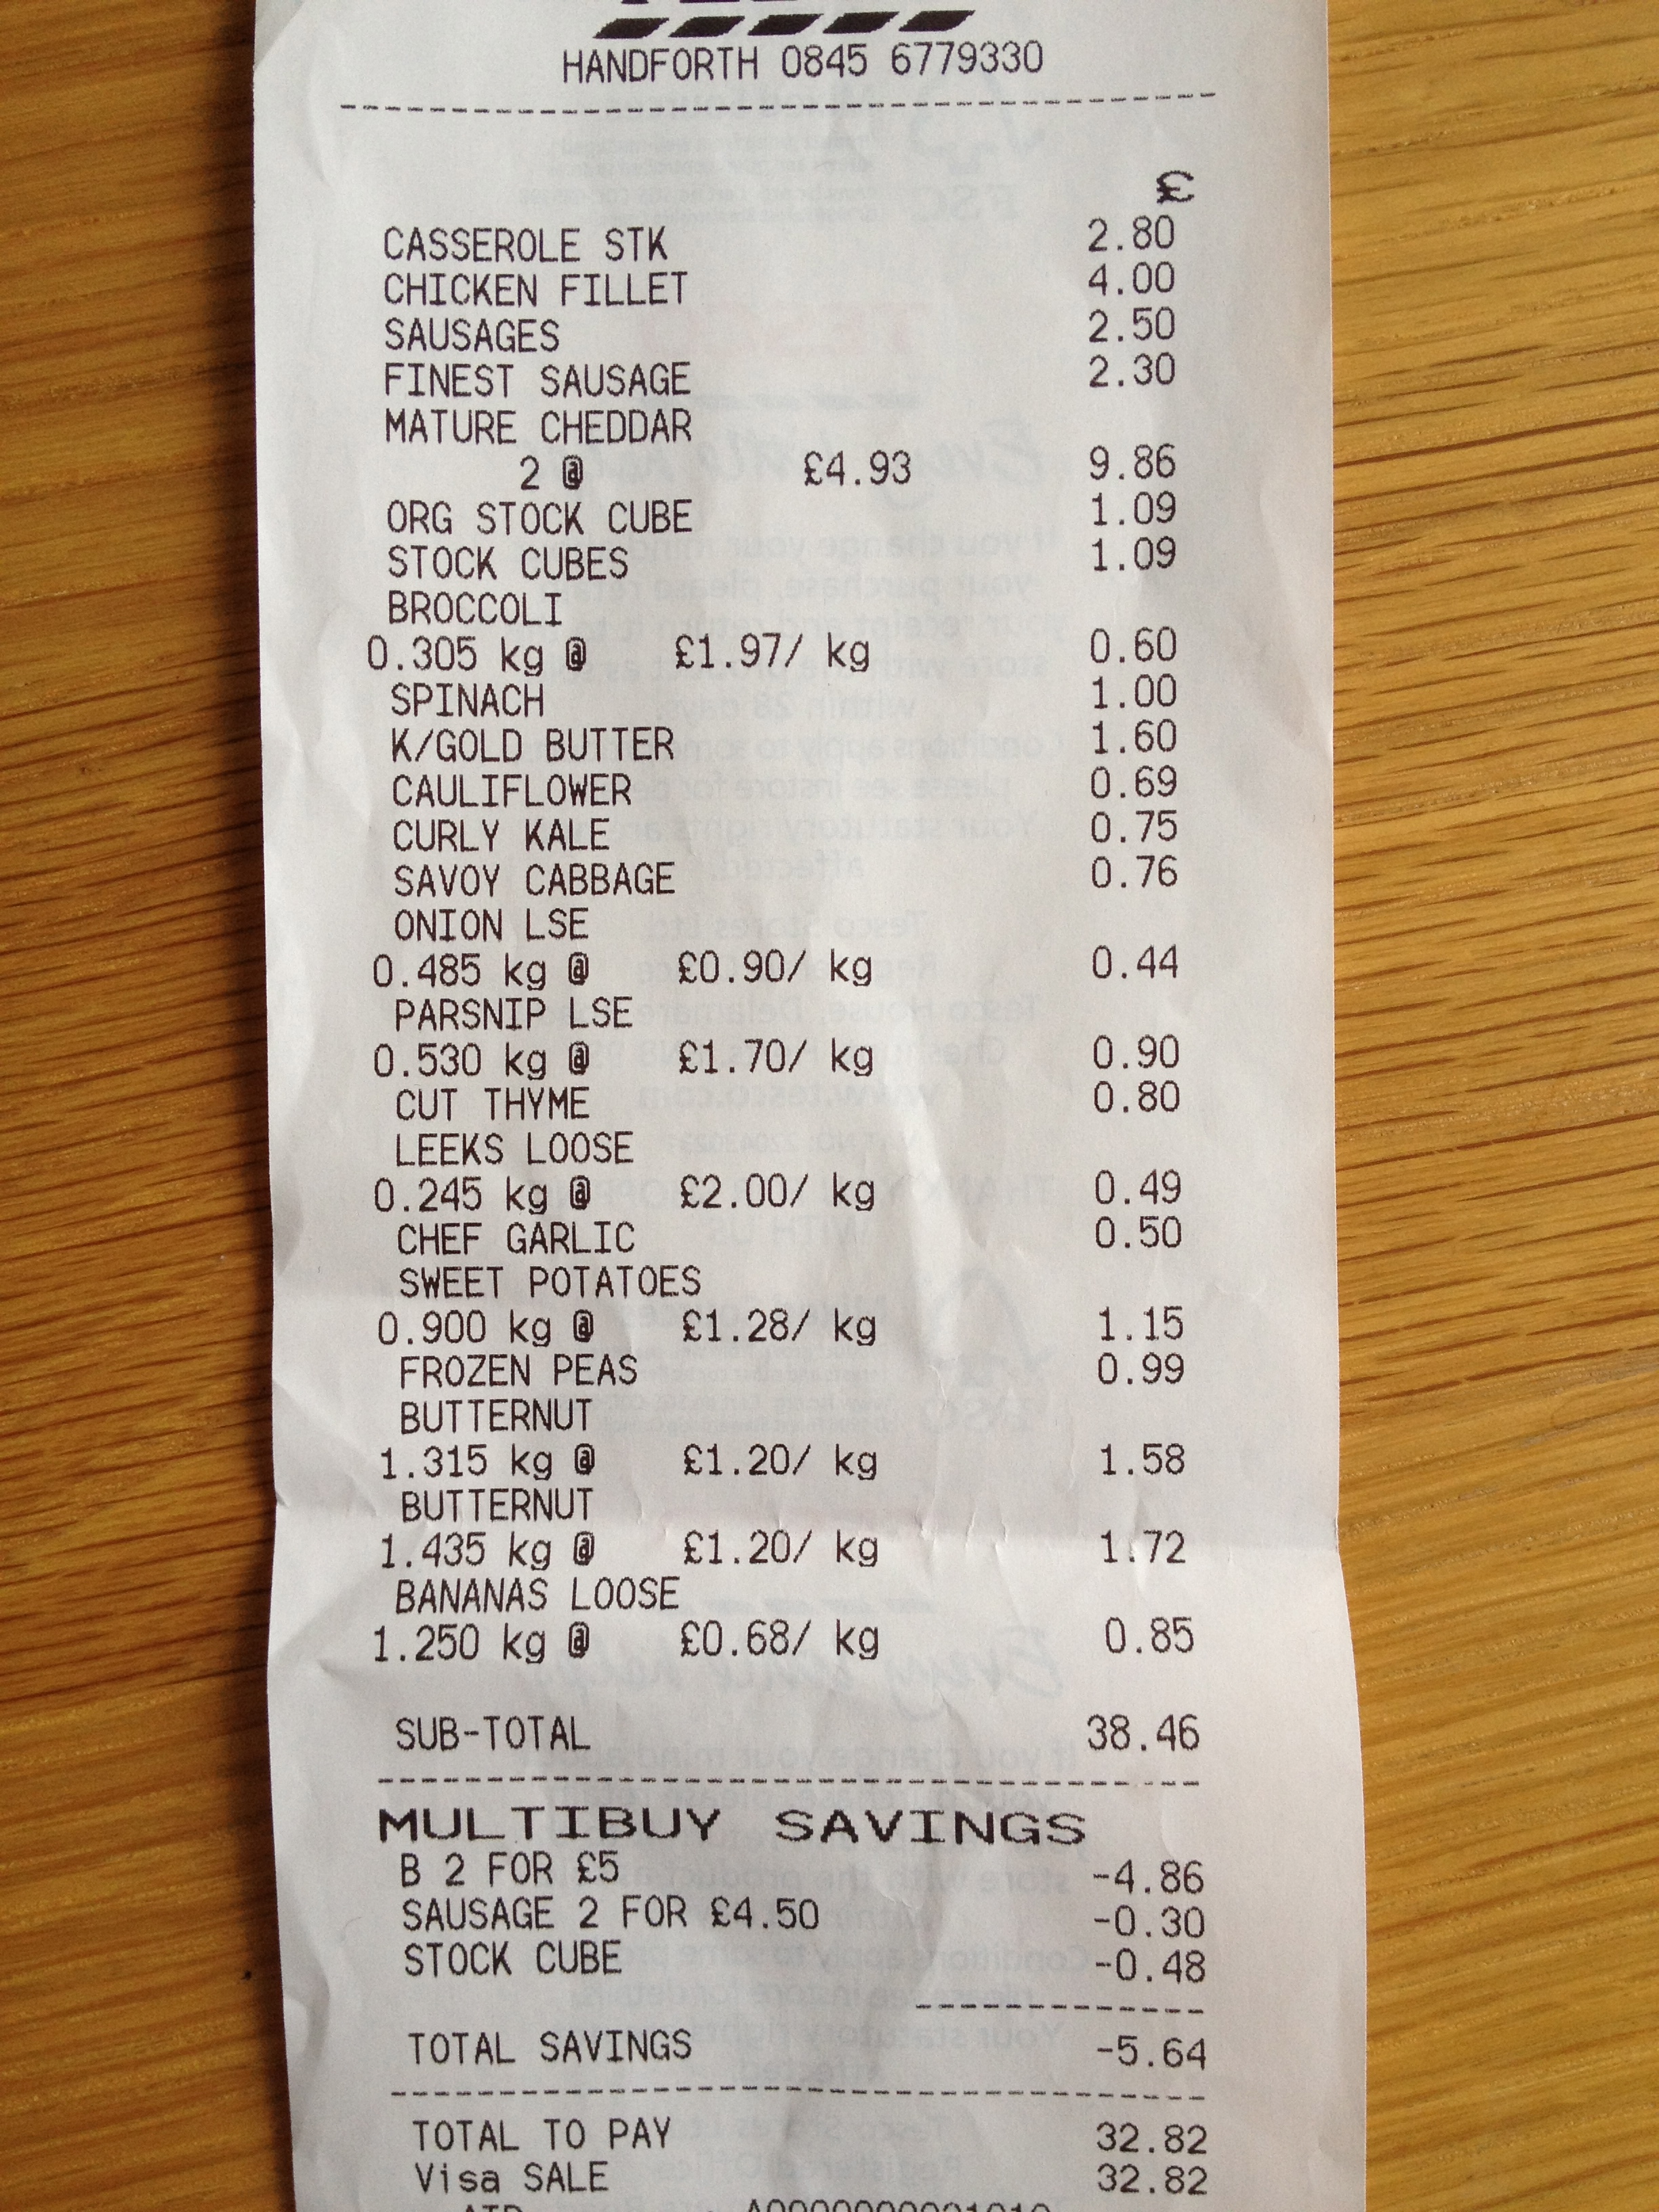 HANDFORTH 0845 6779330
£
CASSEROLE STK 2.80
CHICKEN FILLET 4.00
SAUSAGES 2.50
FINEST SAUSAGE 2.30
MATURE CHEDDAR
2 @ £4.93 9.86
ORG STOCK CUBE 1.09
STOCK CUBES 1.09
BROCCOLI
0.305 kg @ £1.97/ kg 0.60
SPINACH 1.00
K/GOLD BUTTER 1.60
CAULIFLOWER 0.69
CURLY KALE 0.75
SAVOY CABBAGE 0.76
ONION LSE
0.485 kg @ £0.90/ kg 0.44
PARSNIP LSE
0.530 kg @ £1.70/ kg 0.90
CUT THYME 0.80
LEEKS LOOSE
0.245 kg @ £2.00/ kg 0.49
CHEF GARLIC 0.50
SWEET POTATOES
0.900 kg @ £1.28/ kg 1.15
FROZEN PEAS 0.99
BUTTERNUT
1.315 kg @ £1.20/ kg 1.58
BUTTERNUT
1.435 kg @ £1.20/ kg 1.72
BANANAS LOOSE
1.250 kg @ £0.68/ kg 0.85
SUB-TOTAL 38.46
MULTIBUY SAVINGS
B 2 FOR £5 -4.86
SAUSAGE 2 FOR £4.50 -0.30
STOCK CUBE -0.48
TOTAL SAVINGS -5.64
TOTAL TO PAY 32.82
Visa SALE 32.82